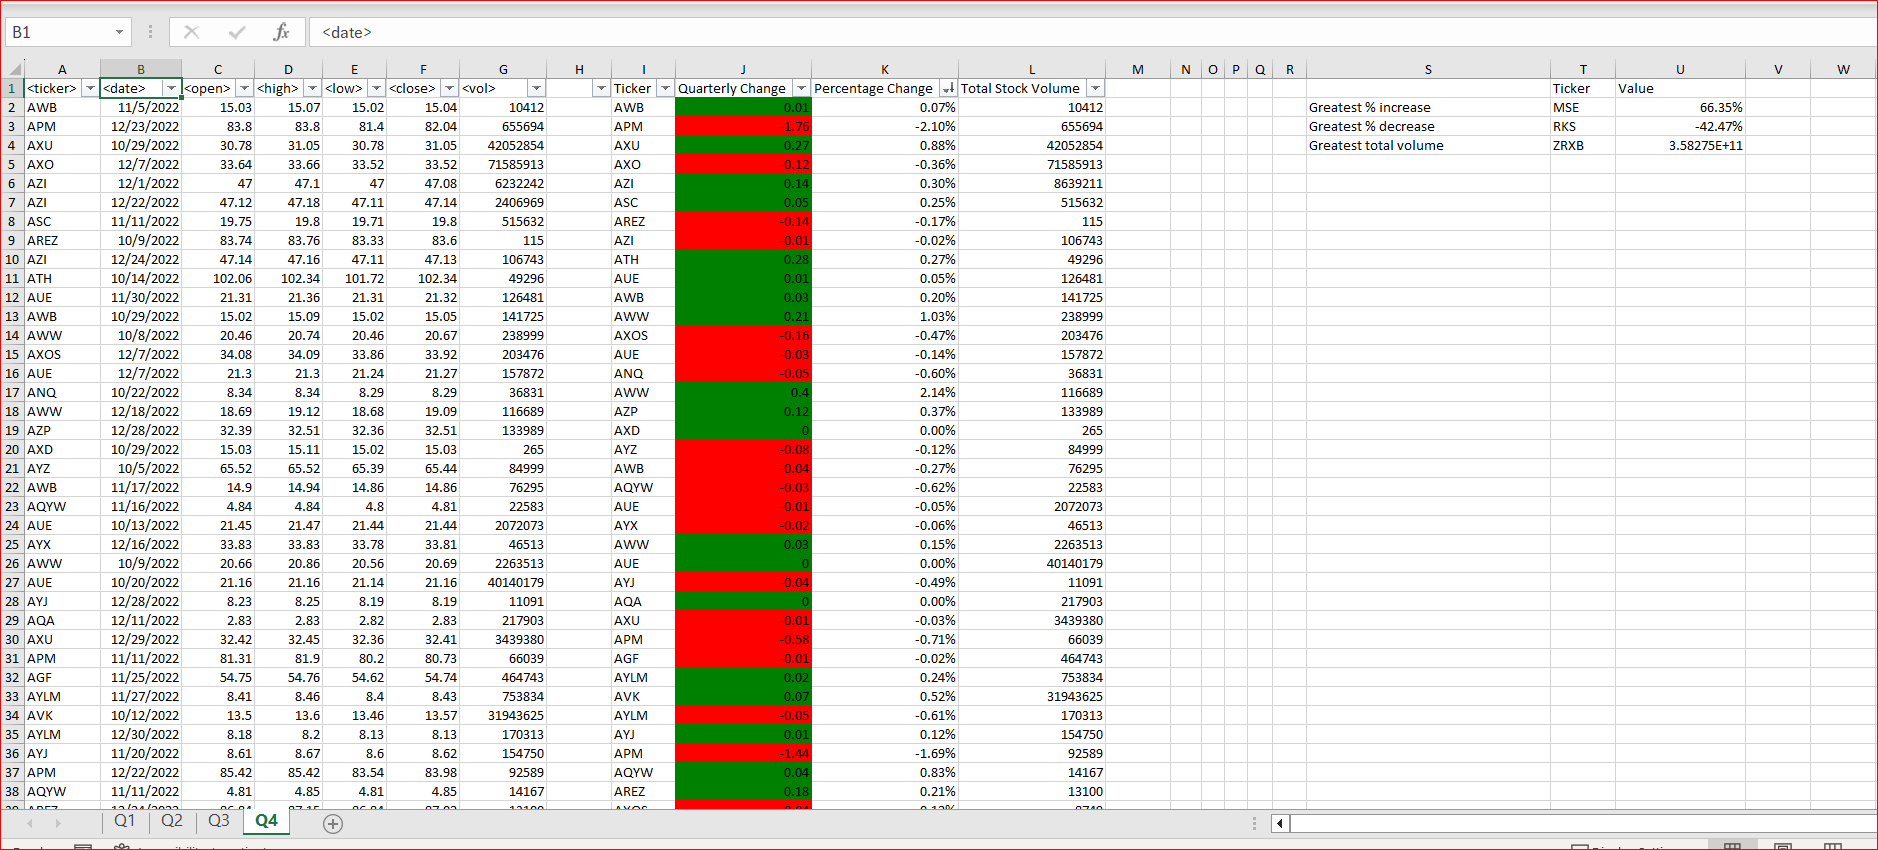 B1 fx <date>
A B C D E F G H I J K L M N O P Q R S T U V W
1 <ticker> <date> <open> <high> <low> <close> <vol> Ticker Quarterly Change Percentage Change Total Stock Volume Ticker Value
2 AWB 11/5/2022 15.03 15.07 15.02 15.04 10412 AWB 0.01 0.07% 10412 Greatest % increase MSE 66.35%
3 APM 12/23/2022 83.8 83.8 81.4 82.04 655694 APM -1.76 -2.10% 655694 Greatest % decrease RKS -42.47%
4 AXU 10/29/2022 30.78 31.05 30.78 31.05 42052854 AXU 0.27 0.88% 42052854 Greatest total volume ZRXB 3.58275E+11
5 AXO 12/7/2022 33.64 33.66 33.52 33.52 71585913 AXO -0.12 -0.36% 71585913
6 AZI 12/1/2022 47 47.1 47 47.08 6232242 AZI 0.14 0.30% 8639211
7 AZI 12/22/2022 47.12 47.18 47.11 47.14 2406969 ASC 0.05 0.25% 515632
8 ASC 11/11/2022 19.75 19.8 19.71 19.8 515632 AREZ -0.14 -0.17% 115
9 AREZ 10/9/2022 83.74 83.76 83.33 83.6 115 AZI -0.01 -0.02% 106743
10 AZI 12/24/2022 47.14 47.16 47.11 47.13 106743 ATH 0.28 0.27% 49296
11 ATH 10/14/2022 102.06 102.34 101.72 102.34 49296 AUE 0.01 0.05% 126481
12 AUE 11/30/2022 21.31 21.36 21.31 21.32 126481 AWB 0.03 0.20% 141725
13 AWB 10/29/2022 15.02 15.09 15.02 15.05 141725 AWW 0.21 1.03% 238999
14 AWW 10/8/2022 20.46 20.74 20.46 20.67 238999 AXOS -0.16 -0.47% 203476
15 AXOS 12/7/2022 34.08 34.09 33.86 33.92 203476 AUE -0.03 -0.14% 157872
16 AUE 12/7/2022 21.3 21.3 21.24 21.27 157872 ANQ -0.05 -0.60% 36831
17 ANQ 10/22/2022 8.34 8.34 8.29 8.29 36831 AWW 0.4 2.14% 116689
18 AWW 12/18/2022 18.69 19.12 18.68 19.09 116689 AZP 0.12 0.37% 133989
19 AZP 12/28/2022 32.39 32.51 32.36 32.51 133989 AXD 0 0.00% 265
20 AXD 10/29/2022 15.03 15.11 15.02 15.03 265 AYZ -0.08 -0.12% 84999
21 AYZ 10/5/2022 65.52 65.52 65.39 65.44 84999 AWB -0.04 -0.27% 76295
22 AWB 11/17/2022 14.9 14.94 14.86 14.86 76295 AQYW -0.03 -0.62% 22583
23 AQYW 11/16/2022 4.84 4.84 4.8 4.81 22583 AUE -0.01 -0.05% 2072073
24 AUE 10/13/2022 21.45 21.47 21.44 21.44 2072073 AYX -0.02 -0.06% 46513
25 AYX 12/16/2022 33.83 33.83 33.78 33.81 46513 AWW 0.03 0.15% 2263513
26 AWW 10/9/2022 20.66 20.86 20.56 20.69 2263513 AUE 0 0.00% 40140179
27 AUE 10/20/2022 21.16 21.16 21.14 21.16 40140179 AYJ -0.04 -0.49% 11091
28 AYJ 12/28/2022 8.23 8.25 8.19 8.19 11091 AQA 0 0.00% 217903
29 AQA 12/11/2022 2.83 2.83 2.82 2.83 217903 AXU -0.01 -0.03% 3439380
30 AXU 12/29/2022 32.42 32.45 32.36 32.41 3439380 APM -0.58 -0.71% 66039
31 APM 11/11/2022 81.31 81.9 80.2 80.73 66039 AGF -0.01 -0.02% 464743
32 AGF 11/25/2022 54.75 54.76 54.62 54.74 464743 AYLM 0.02 0.24% 753834
33 AYLM 11/27/2022 8.41 8.46 8.4 8.43 753834 AVK 0.07 0.52% 31943625
34 AVK 10/12/2022 13.5 13.6 13.46 13.57 31943625 AYLM -0.05 -0.61% 170313
35 AYLM 12/30/2022 8.18 8.2 8.13 8.13 170313 AYJ 0.01 0.12% 154750
36 AYJ 11/20/2022 8.61 8.67 8.6 8.62 154750 APM -1.44 -1.69% 92589
37 APM 12/22/2022 85.42 85.42 83.54 83.98 92589 AQYW 0.04 0.83% 14167
38 AQYW 11/11/2022 4.81 4.85 4.81 4.85 14167 AREZ 0.18 0.21% 13100
Q1 Q2 Q3 Q4